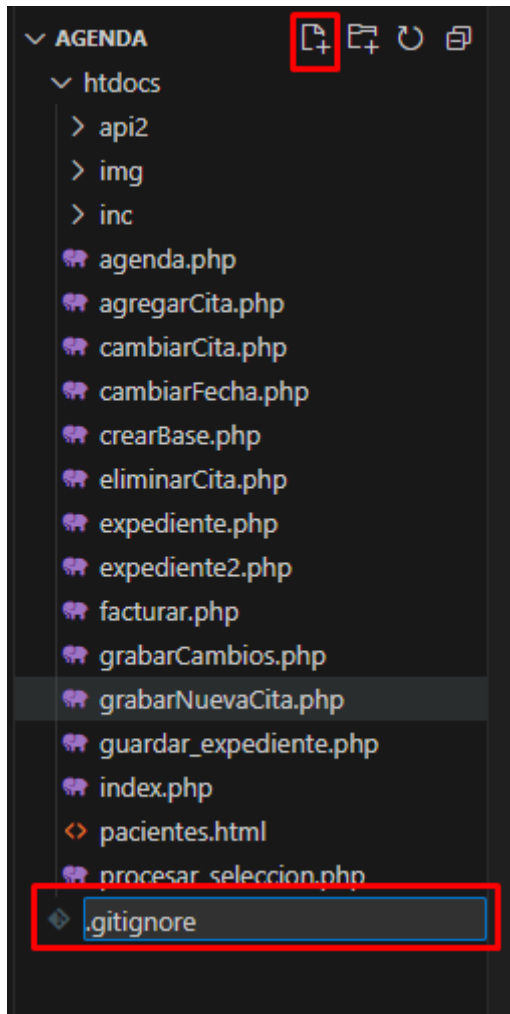 AGENDA
htdocs
api2
img
inc
agenda.php
agregarCita.php
cambiarCita.php
cambiarFecha.php
crearBase.php
eliminarCita.php
expediente.php
expediente2.php
facturar.php
grabarCambios.php
grabarNuevaCita.php
guardar_expediente.php
index.php
pacientes.html
procesar_seleccion.php
.gitignore